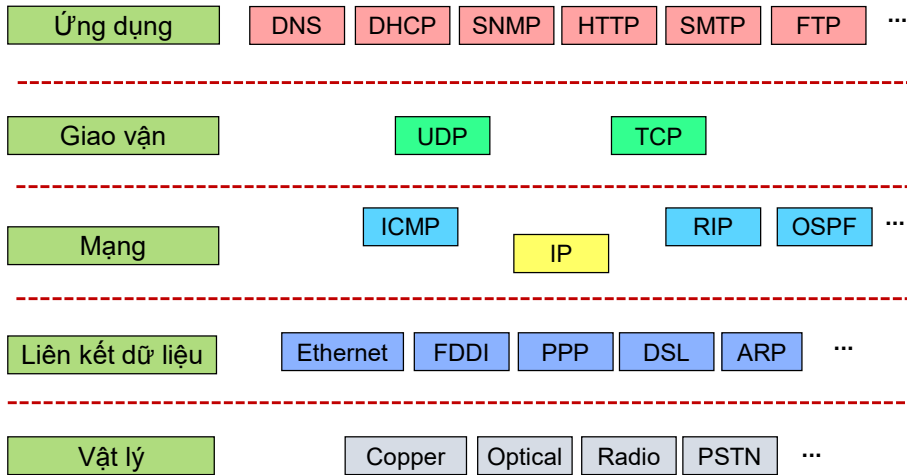 Ứng dụng DNS DHCP SNMP HTTP SMTP FTP ...
Giao vận UDP TCP
Mạng ICMP IP RIP OSPF ...
Liên kết dữ liệu Ethernet FDDI PPP DSL ARP ...
Vật lý Copper Optical Radio PSTN ...